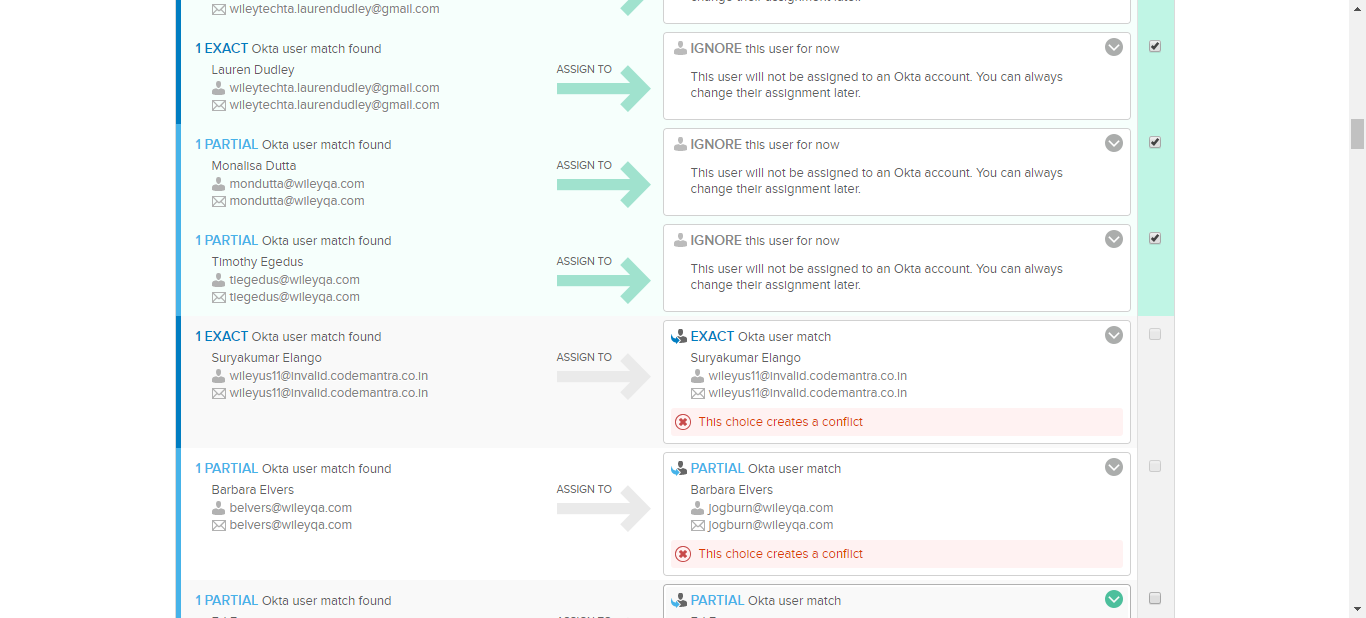 wileytechta.laurendudley@gmail.com
change their assignment later.
1 EXACT Okta user match found
Lauren Dudley
wileytechta.laurendudley@gmail.com
wileytechta.laurendudley@gmail.com
ASSIGN TO
IGNORE this user for now
This user will not be assigned to an Okta account. You can always
change their assignment later.
1 PARTIAL Okta user match found
Monalisa Dutta
mondutta@wileyqa.com
mondutta@wileyqa.com
ASSIGN TO
IGNORE this user for now
This user will not be assigned to an Okta account. You can always
change their assignment later.
1 PARTIAL Okta user match found
Timothy Egedus
tiegedus@wileyqa.com
tiegedus@wileyqa.com
ASSIGN TO
IGNORE this user for now
This user will not be assigned to an Okta account. You can always
change their assignment later.
1 EXACT Okta user match found
Suryakumar Elango
wileyus11@invalid.codemantra.co.in
wileyus11@invalid.codemantra.co.in
ASSIGN TO
EXACT Okta user match
Suryakumar Elango
wileyus11@invalid.codemantra.co.in
wileyus11@invalid.codemantra.co.in
This choice creates a conflict
1 PARTIAL Okta user match found
Barbara Elvers
belvers@wileyqa.com
belvers@wileyqa.com
ASSIGN TO
PARTIAL Okta user match
Barbara Elvers
jogburn@wileyqa.com
jogburn@wileyqa.com
This choice creates a conflict
1 PARTIAL Okta user match found
PARTIAL Okta user match